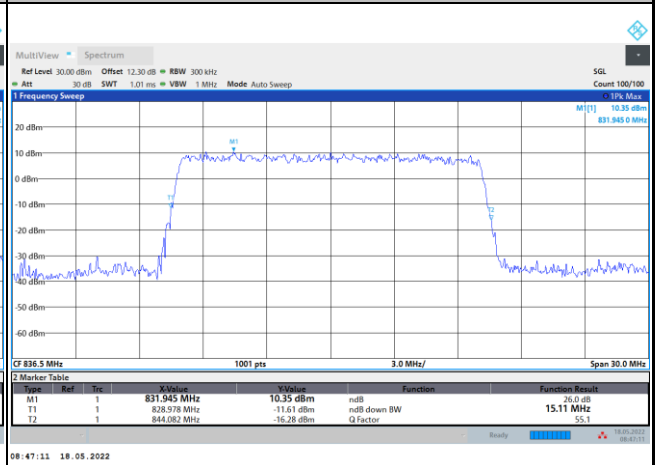 MultiView Spectrum
Ref Level 30.00 dBm Offset 12.30 dB RBW 300 kHz SGL
Att 30 dB SWT 1.01 ms VBW 1 MHz Mode Auto Sweep Count 100/100
1 Frequency Sweep 1Pk Max
M1[1] 10.35 dBm
831.945 0 MHz
20 dBm
M1
10 dBm
0 dBm
T1
-10 dBm
T2
-20 dBm
-30 dBm
-40 dBm
-50 dBm
-60 dBm
CF 836.5 MHz 1001 pts 3.0 MHz/ Span 30.0 MHz
2 Marker Table
Type Ref Trc X-Value Y-Value Function Function Result
M1 1 831.945 MHz 10.35 dBm ndB 26.0 dB
T1 1 828.978 MHz -11.61 dBm ndB down BW 15.11 MHz
T2 1 844.082 MHz -16.28 dBm Q Factor 55.1
Ready 18.05.2022
08:47:11
08:47:11 18.05.2022